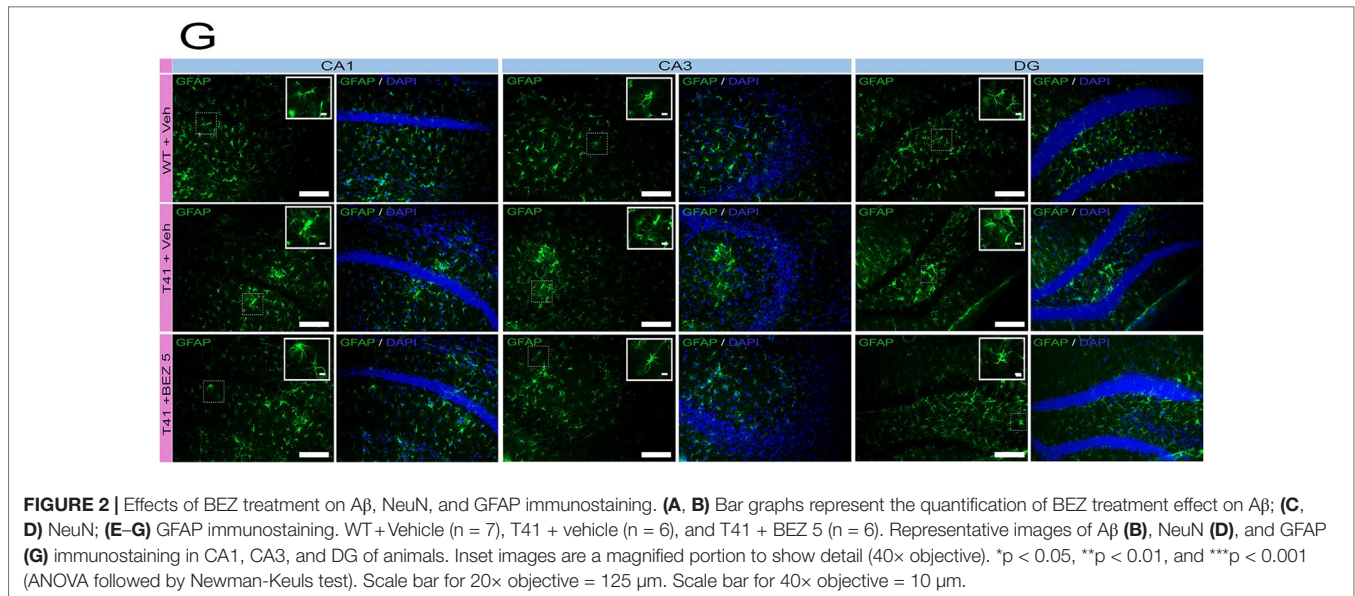 G
CA1 CA3 DG
WT + Veh
GFAP GFAP / DAPI GFAP GFAP / DAPI GFAP GFAP / DAPI
T41 + Veh
GFAP GFAP / DAPI GFAP GFAP / DAPI GFAP GFAP / DAPI
T41 +BEZ 5
GFAP GFAP / DAPI GFAP GFAP / DAPI GFAP GFAP / DAPI
FIGURE 2 | Effects of BEZ treatment on Aβ, NeuN, and GFAP immunostaining. (A, B) Bar graphs represent the quantification of BEZ treatment effect on Aβ; (C,
D) NeuN; (E–G) GFAP immunostaining. WT+Vehicle (n = 7), T41 + vehicle (n = 6), and T41 + BEZ 5 (n = 6). Representative images of Aβ (B), NeuN (D), and GFAP
(G) immunostaining in CA1, CA3, and DG of animals. Inset images are a magnified portion to show detail (40× objective). *p < 0.05, **p < 0.01, and ***p < 0.001
(ANOVA followed by Newman-Keuls test). Scale bar for 20× objective = 125 µm. Scale bar for 40× objective = 10 µm.